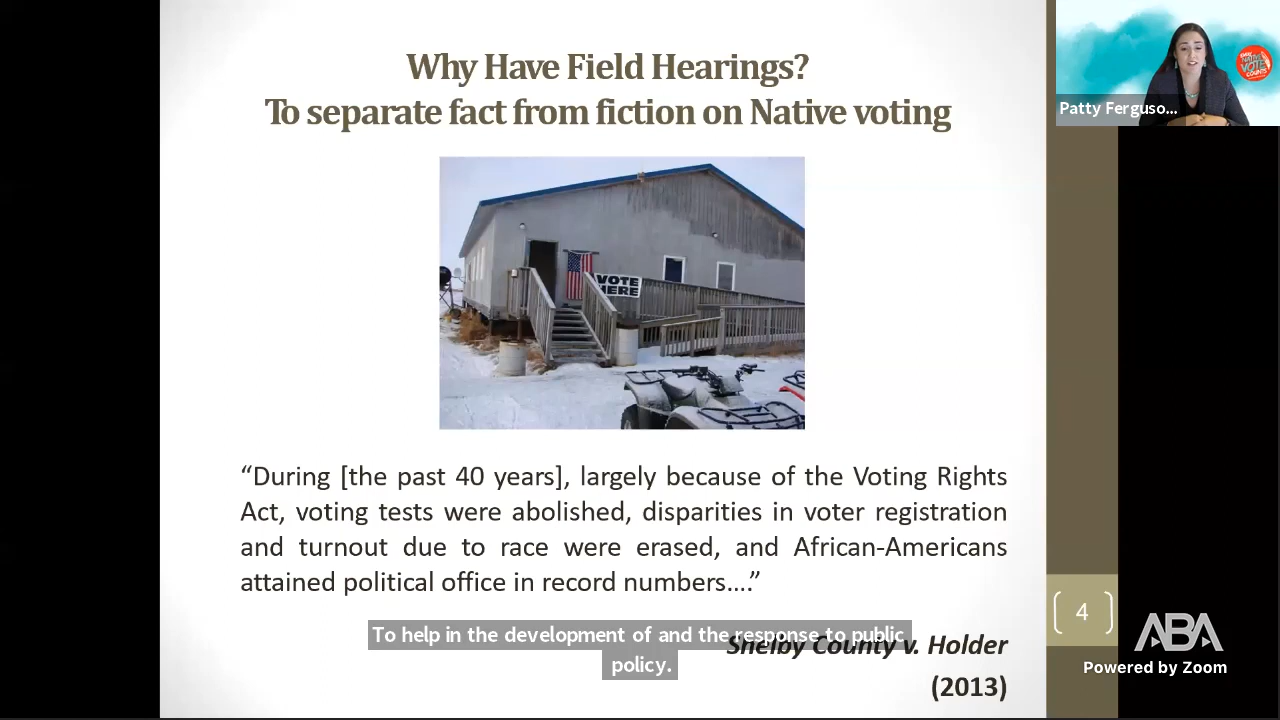 Why Have Field Hearings?
To separate fact from fiction on Native voting
Patty Ferguso...
NATIVE
VOTE
COUNTS
VOTE
HERE
“During [the past 40 years], largely because of the Voting Rights
Act, voting tests were abolished, disparities in voter registration
and turnout due to race were erased, and African-Americans
attained political office in record numbers….”
To help in the development of and the response to public
policy.
Shelby County v. Holder
(2013)
4
ABA
Powered by Zoom